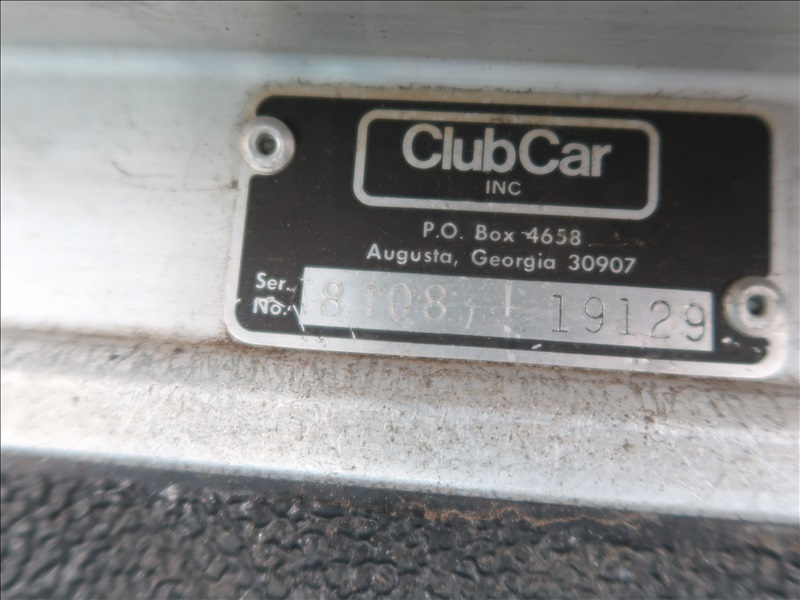 ClubCar
INC
P.O. Box 4658
Augusta, Georgia 30907
Ser.
No. 8108 19129